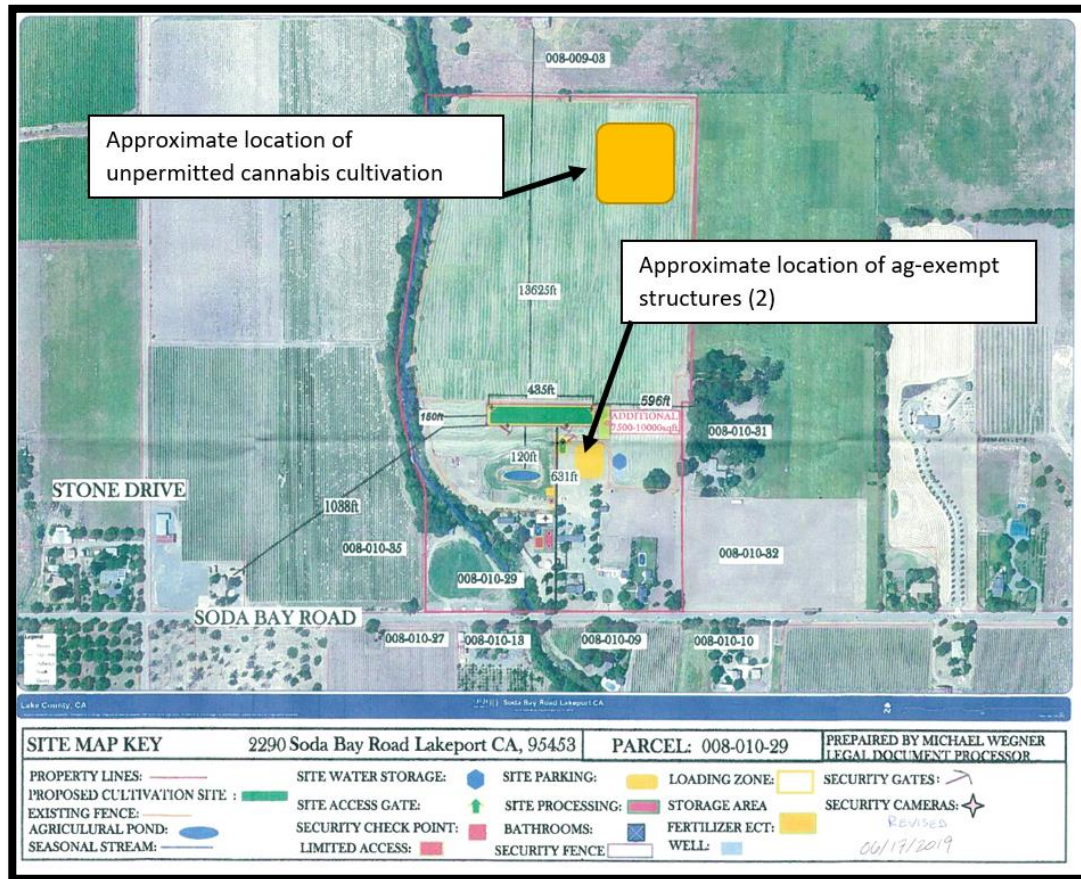 008-009-03
Approximate location of
unpermitted cannabis cultivation
Approximate location of ag-exempt
structures (2)
13625ft
435ft
596ft
150ft
ADDITIONAL
7500-10000sqft
008-010-31
120ft
631ft
STONE DRIVE
1088ft
008-010-35
008-010-32
008-010-29
SODA BAY ROAD
008-010-27
008-010-13
008-010-09
008-010-10
Legend
Lake County, CA
Soda Bay Road Lakeport CA
SITE MAP KEY
2290 Soda Bay Road Lakeport CA, 95453
PARCEL: 008-010-29
PREPAIRED BY MICHAEL WEGNER
LEGAL DOCUMENT PROCESSOR
PROPERTY LINES:
SITE WATER STORAGE:
SITE PARKING:
LOADING ZONE:
SECURITY GATES:
PROPOSED CULTIVATION SITE :
SITE ACCESS GATE:
SITE PROCESSING:
STORAGE AREA
SECURITY CAMERAS:
EXISTING FENCE:
AGRICULURAL POND:
SECURITY CHECK POINT:
BATHROOMS:
FERTILIZER ECT:
REVISED
SEASONAL STREAM:
LIMITED ACCESS:
SECURITY FENCE
WELL:
06/17/2019